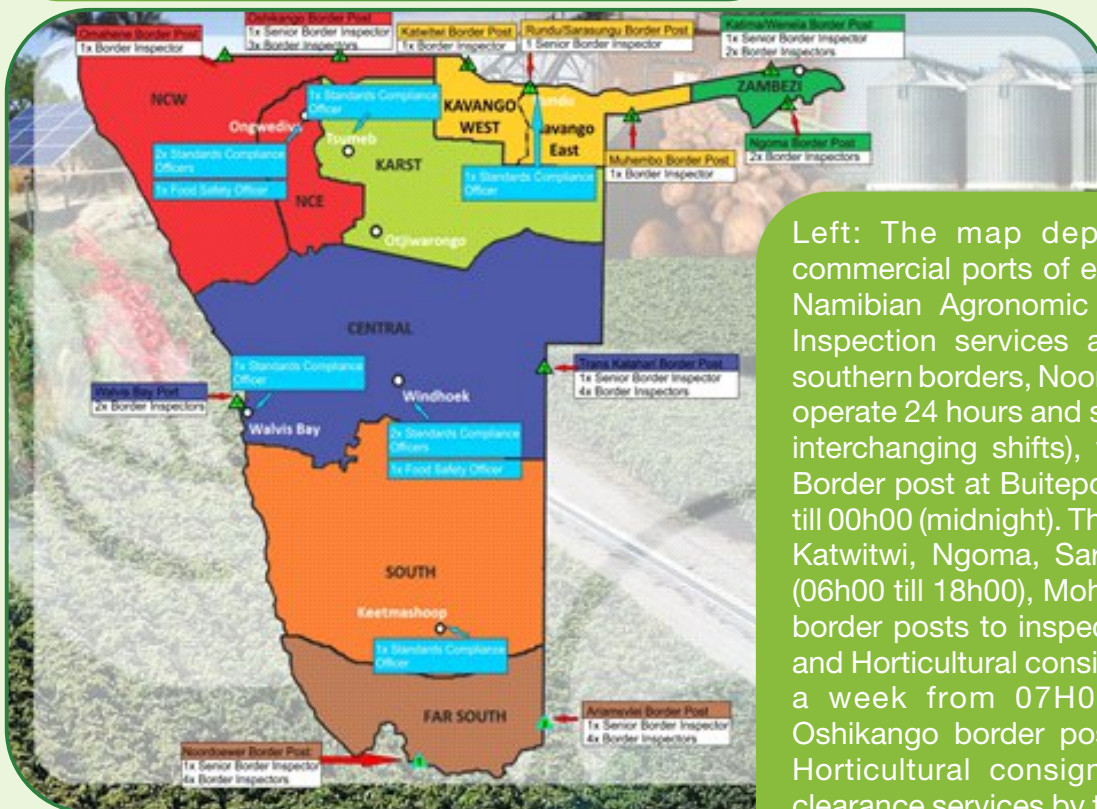 Omahene Border Post
1x Border Inspector
Oshikango Border Post
1x Senior Border Inspector
3x Border Inspectors
Katwitwi Border Post
1x Border Inspector
Rundu/Sarasungu Border Post
1 Senior Border Inspector
Katima/Wenela Border Post
1x Senior Border Inspector
2x Border Inspectors
NCW
1x Standards Compliance
Officer
KAVANGO
WEST
ZAMBEZI
Ongwediva
Tsumeb
KARST
East
Muhembo Border Post
1x Border Inspector
Ngoma Border Post
2x Border Inspectors
2x Standards Compliance
Officers
1x Food Safety Officer
1x Standards Compliance
Officer
NCE
Otjiwarongo
CENTRAL
1x Standards Compliance
Officer
Trans Kalahari Border Post
1x Senior Border Inspector
4x Border Inspectors
Walvis Bay Port
2x Border Inspectors
Windhoek
Walvis Bay
2x Standards Compliance
Officers
1x Food Safety Officer
SOUTH
Keetmashoop
1x Standards Compliance
Officer
FAR SOUTH
Ariamsvlei Border Post
1x Senior Border Inspector
4x Border Inspectors
Noordoewer Border Post:
1x Senior Border Inspector
4x Border Inspectors
Left: The map dep
commercial ports of e
Namibian Agronomic
Inspection services a
southern borders, Noor
operate 24 hours and s
interchanging shifts),
Border post at Buitepo
till 00h00 (midnight). Th
Katwitwi, Ngoma, Sar
(06h00 till 18h00), Moh
border posts to inspec
and Horticultural consi
a week from 07H0
Oshikango border pos
Horticultural consign
clearance services by t